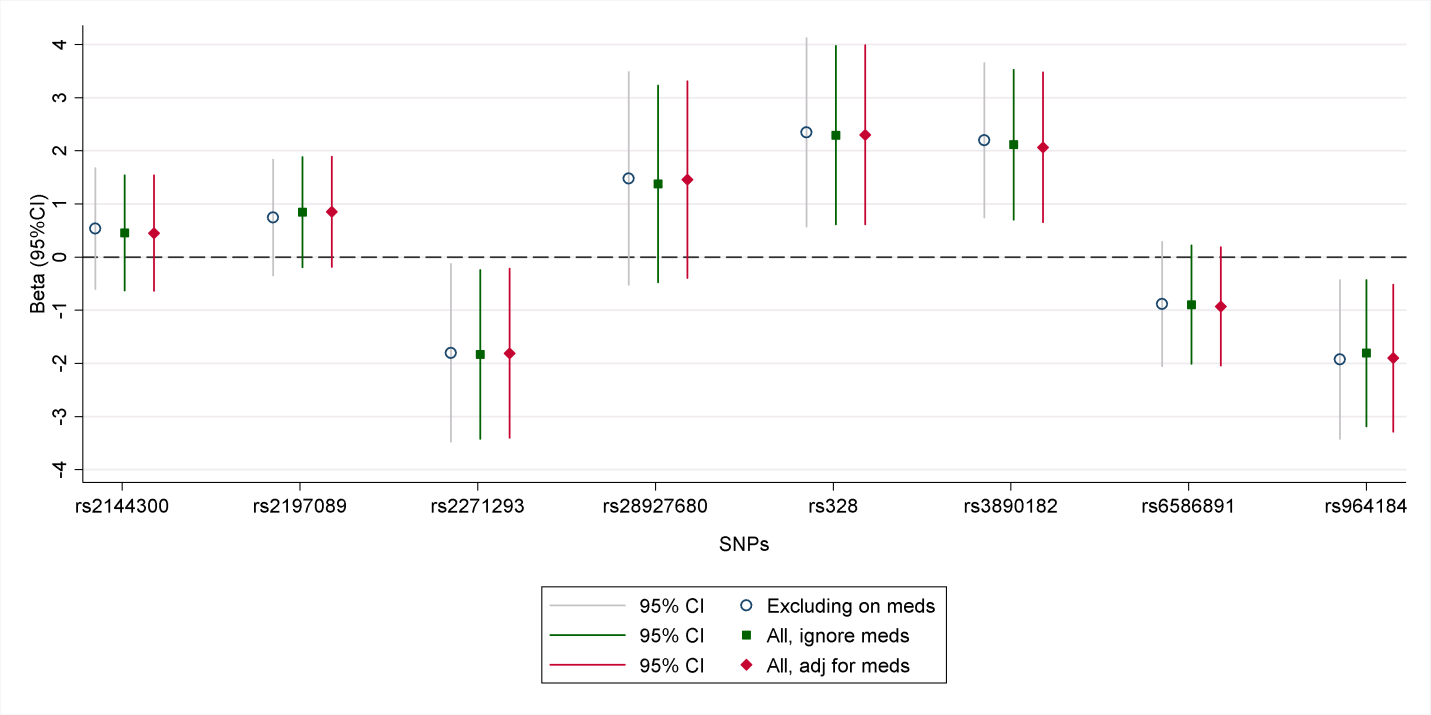 Beta (95%CI)
4
3
2
1
0
-1
-2
-3
-4
rs2144300 rs2197089 rs2271293 rs28927680 rs328 rs3890182 rs6586891 rs964184
SNPs
95% CI Excluding on meds
95% CI All, ignore meds
95% CI All, adj for meds